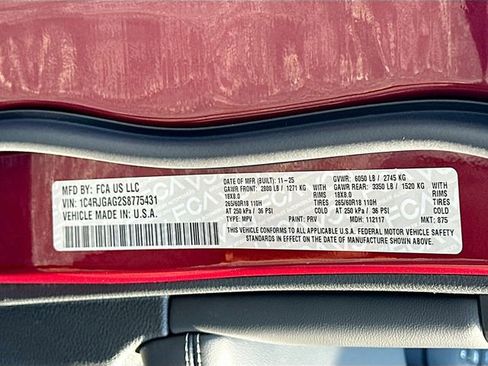 MFD BY: FCA US LLC
VIN: 1C4RJGAG2S8775431
VEHICLE MADE IN U.S.A.
DATE OF MFR (BUILT): 11-25 GVWR: 6050 LB / 2745 KG
GAWR FRONT: 2800 LB / 1271 KG WITH GAWR REAR: 3350 LB / 1520 KG WITH
18X8.0 RIMS 18X8.0 RIMS
265/60R18 110H TIRES 265/60R18 110H TIRES
AT 250 kPa / 36 PSI COLD AT 250 kPa / 36 PSI COLD
TYPE: MPV PAINT: PRV MDH: 112117 MKT: 875
THIS VEHICLE CONFORMS TO ALL APPLICABLE U.S.A. FEDERAL MOTOR VEHICLE SAFETY
STANDARDS IN EFFECT ON THE DATE OF MANUFACTURE SHOWN ABOVE.